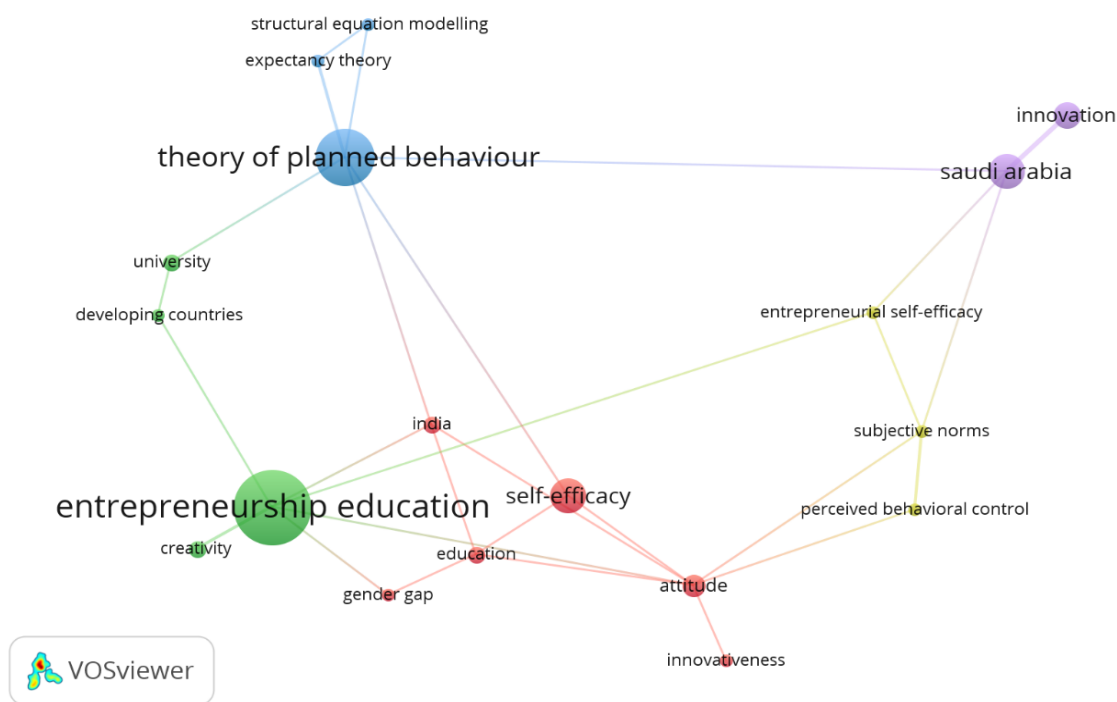 structural equation modelling
expectancy theory
innovation
theory of planned behaviour
saudi arabia
university
developing countries
entrepreneurial self-efficacy
india
subjective norms
self-efficacy
entrepreneurship education
perceived behavioral control
creativity
education
attitude
gender gap
innovativeness
VOSviewer